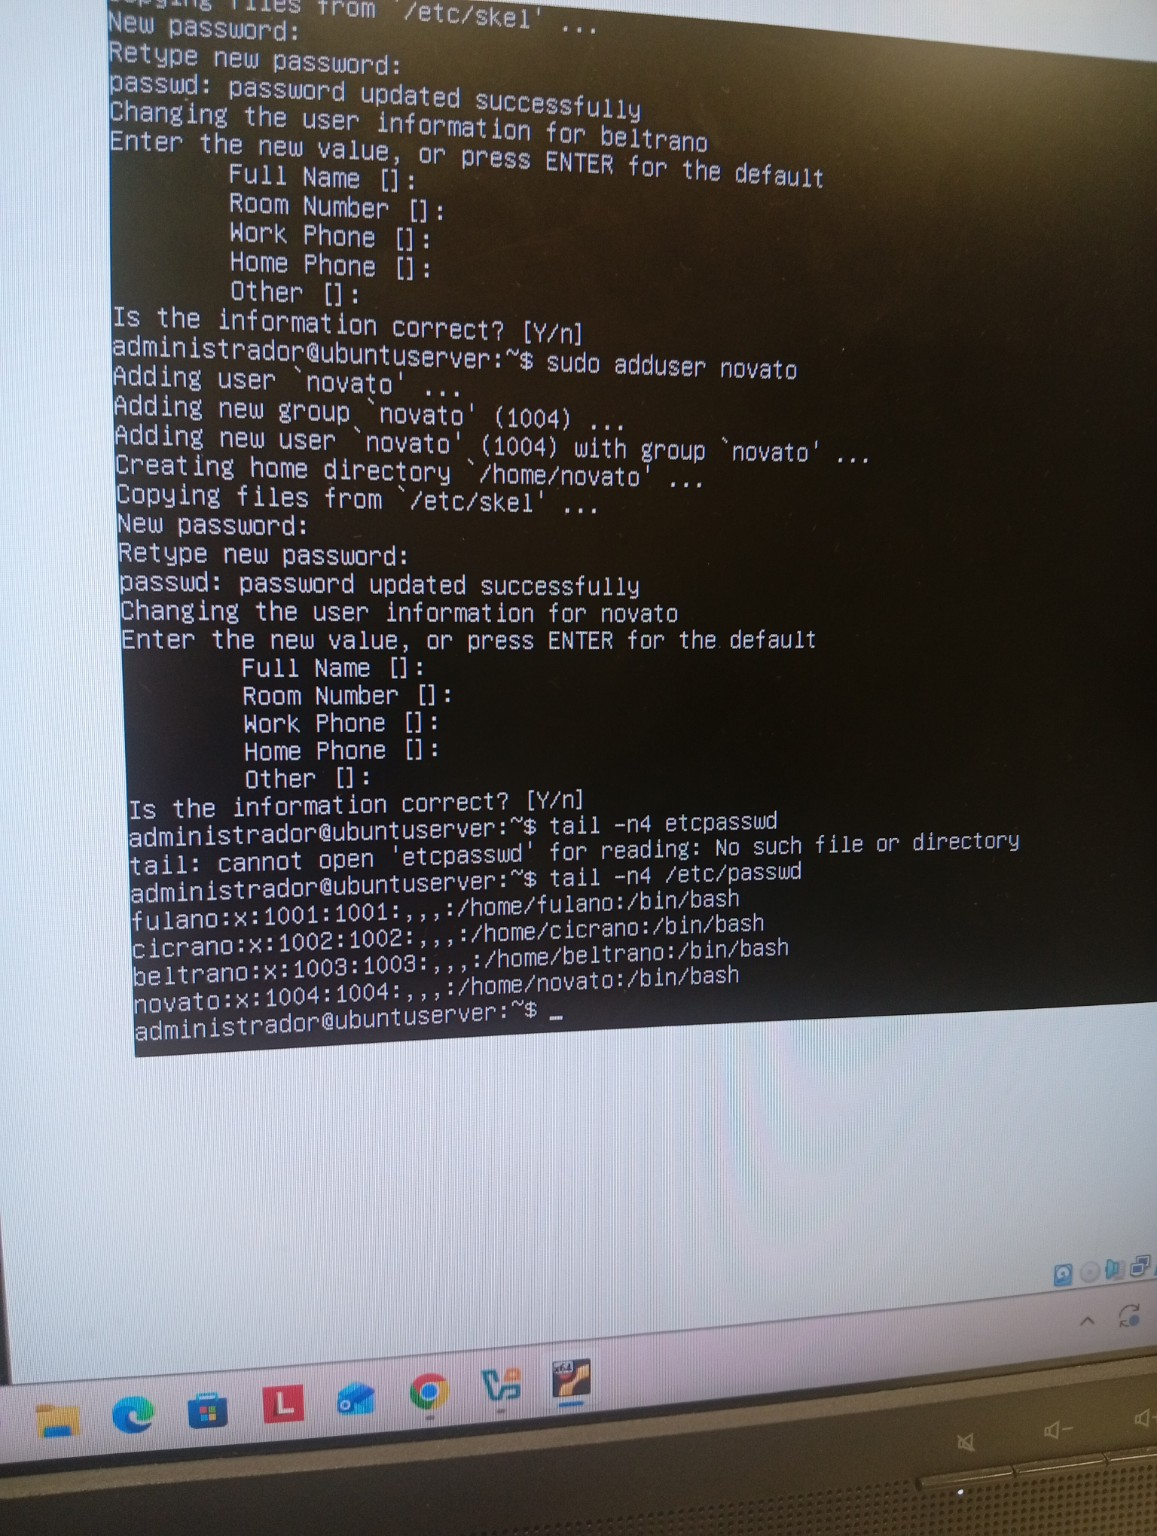 files from `/etc/skel' ...
New password:
Retype new password:
passwd: password updated successfully
Changing the user information for beltrano
Enter the new value, or press ENTER for the default
Full Name []:
Room Number []:
Work Phone []:
Home Phone []:
Other []:
Is the information correct? [Y/n]
administrador@ubuntuserver:~$ sudo adduser novato
Adding user `novato' ...
Adding new group `novato' (1004) ...
Adding new user `novato' (1004) with group `novato' ...
Creating home directory `/home/novato' ...
Copying files from `/etc/skel' ...
New password:
Retype new password:
passwd: password updated successfully
Changing the user information for novato
Enter the new value, or press ENTER for the default
Full Name []:
Room Number []:
Work Phone []:
Home Phone []:
Other []:
Is the information correct? [Y/n]
administrador@ubuntuserver:~$ tail -n4 etcpasswd
tail: cannot open 'etcpasswd' for reading: No such file or directory
administrador@ubuntuserver:~$ tail -n4 /etc/passwd
fulano:x:1001:1001:,,,:/home/fulano:/bin/bash
cicrano:x:1002:1002:,,,:/home/cicrano:/bin/bash
beltrano:x:1003:1003:,,,:/home/beltrano:/bin/bash
novato:x:1004:1004:,,,:/home/novato:/bin/bash
administrador@ubuntuserver:~$ _
L
x64